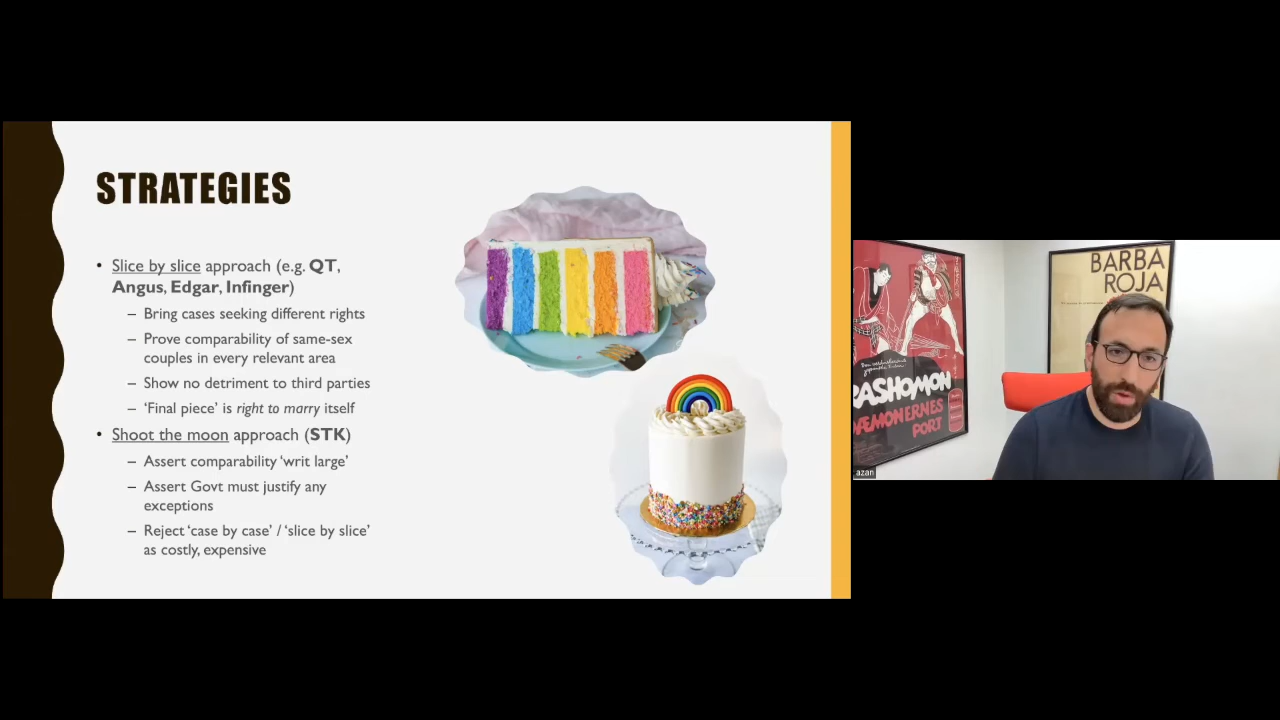 STRATEGIES
• Slice by slice approach (e.g. QT,
Angus, Edgar, Infinger)
– Bring cases seeking different rights
– Prove comparability of same-sex
couples in every relevant area
– Show no detriment to third parties
– ‘Final piece’ is right to marry itself
• Shoot the moon approach (STK)
– Assert comparability ‘writ large’
– Assert Govt must justify any
exceptions
– Reject ‘case by case’ / ‘slice by slice’
as costly, expensive
RASHOMON
DÆMONERNES
PORT
BARBA
ROJA
azan